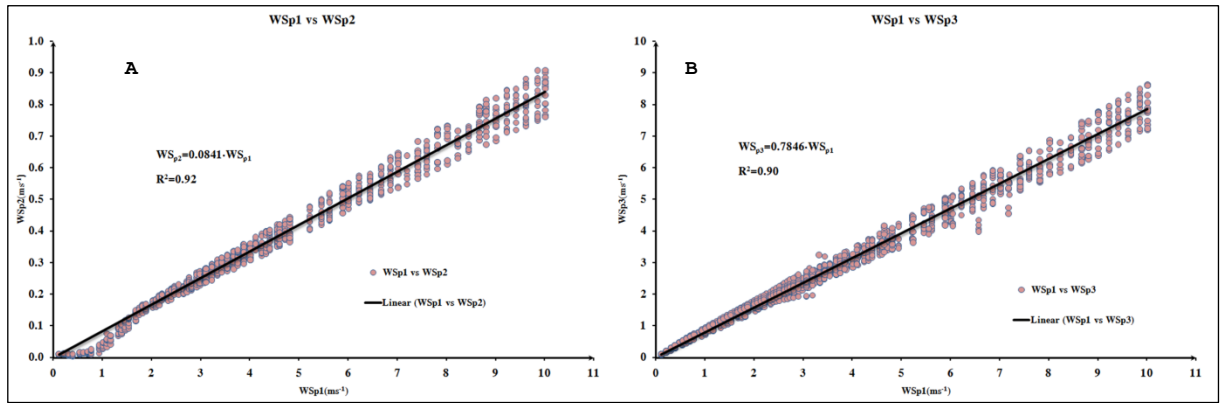 WSp1 vs WSp2
A
WSp2(ms-1)
1.0
0.9
0.8
0.7
0.6
0.5
0.4
0.3
0.2
0.1
0.0
WSp2=0.0841·WSp1
R²=0.92
WSp1 vs WSp2
Linear (WSp1 vs WSp2)
0 1 2 3 4 5 6 7 8 9 10 11
WSp1(ms-1)
WSp1 vs WSp3
B
WSp3(ms-1)
10
9
8
7
6
5
4
3
2
1
0
WSp3=0.7846·WSp1
R²=0.90
WSp1 vs WSp3
Linear (WSp1 vs WSp3)
0 1 2 3 4 5 6 7 8 9 10 11
WSp1(ms-1)